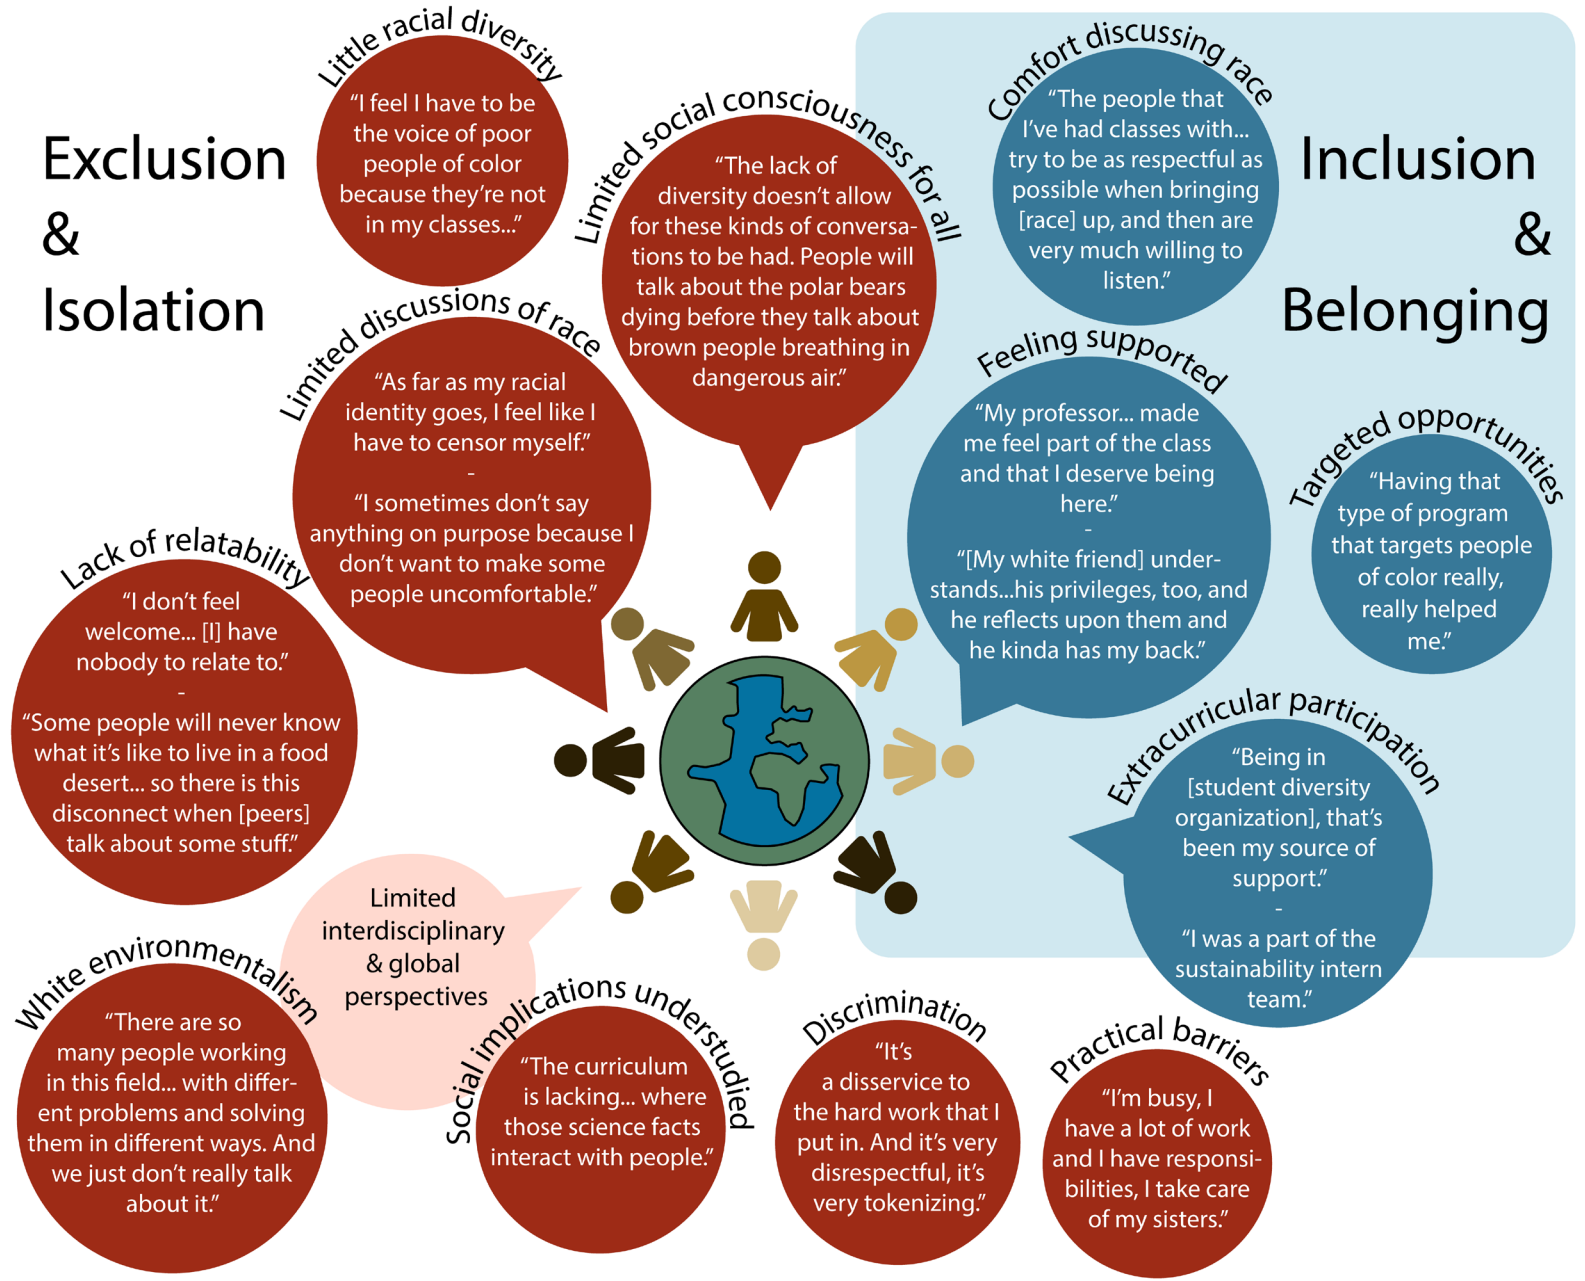 Exclusion
&
Isolation
Little racial diversity
“I feel I have to be
the voice of poor
people of color
because they’re not
in my classes...”
Limited social consciousness for all
“The lack of
diversity doesn’t allow
for these kinds of conversa-
tions to be had. People will
talk about the polar bears
dying before they talk about
brown people breathing in
dangerous air.”
Limited discussions of race
“As far as my racial
identity goes, I feel like I
have to censor myself.”
-
“I sometimes don’t say
anything on purpose because I
don’t want to make some
people uncomfortable.”
Lack of relatability
“I don’t feel
welcome... [I] have
nobody to relate to.”
-
“Some people will never know
what it’s like to live in a food
desert... so there is this
disconnect when [peers]
talk about some stuff.”
Limited
interdisciplinary
& global
perspectives
White environmentalism
“There are so
many people working
in this field... with differ-
ent problems and solving
them in different ways. And
we just don’t really talk
about it.”
Social implications understudied
“The curriculum
is lacking... where
those science facts
interact with people.”
Discrimination
“It’s
a disservice to
the hard work that I
put in. And it’s very
disrespectful, it’s
very tokenizing.”
Practical barriers
“I’m busy, I
have a lot of work
and I have responsi-
bilities, I take care
of my sisters.”
Inclusion
&
Belonging
Comfort discussing race
“The people that
I’ve had classes with...
try to be as respectful as
possible when bringing
[race] up, and then are
very much willing to
listen.”
Feeling supported
“My professor... made
me feel part of the class
and that I deserve being
here.”
-
“[My white friend] under-
stands...his privileges, too, and
he reflects upon them and
he kinda has my back.”
Targeted opportunities
“Having that
type of program
that targets people
of color really,
really helped
me.”
Extracurricular participation
“Being in
[student diversity
organization], that’s
been my source of
support.”
-
“I was a part of the
sustainability intern
team.”